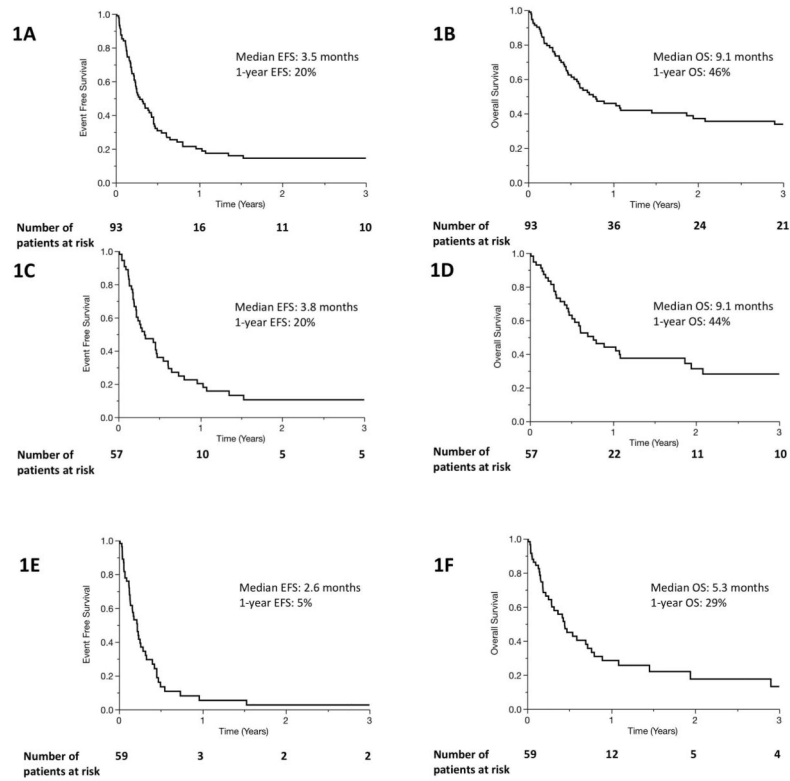 1A
Event Free Survival
1.0
0.8
0.6
0.4
0.2
0.0
Median EFS: 3.5 months
1-year EFS: 20%
0 1 2 3
Time (Years)
Number of
patients at risk
93 16 11 10
1B
Overall Survival
1.0
0.8
0.6
0.4
0.2
0.0
Median OS: 9.1 months
1-year OS: 46%
0 1 2 3
Time (Years)
Number of
patients at risk
93 36 24 21
1C
Event Free Survival
1.0
0.8
0.6
0.4
0.2
0.0
Median EFS: 3.8 months
1-year EFS: 20%
0 1 2 3
Time (Years)
Number of
patients at risk
57 10 5 5
1D
Overall Survival
1.0
0.8
0.6
0.4
0.2
0.0
Median OS: 9.1 months
1-year OS: 44%
0 1 2 3
Time (Years)
Number of
patients at risk
57 22 11 10
1E
Event Free Survival
1.0
0.8
0.6
0.4
0.2
0.0
Median EFS: 2.6 months
1-year EFS: 5%
0 1 2 3
Time (Years)
Number of
patients at risk
59 3 2 2
1F
Overall Survival
1.0
0.8
0.6
0.4
0.2
0.0
Median OS: 5.3 months
1-year OS: 29%
0 1 2 3
Time (Years)
Number of
patients at risk
59 12 5 4